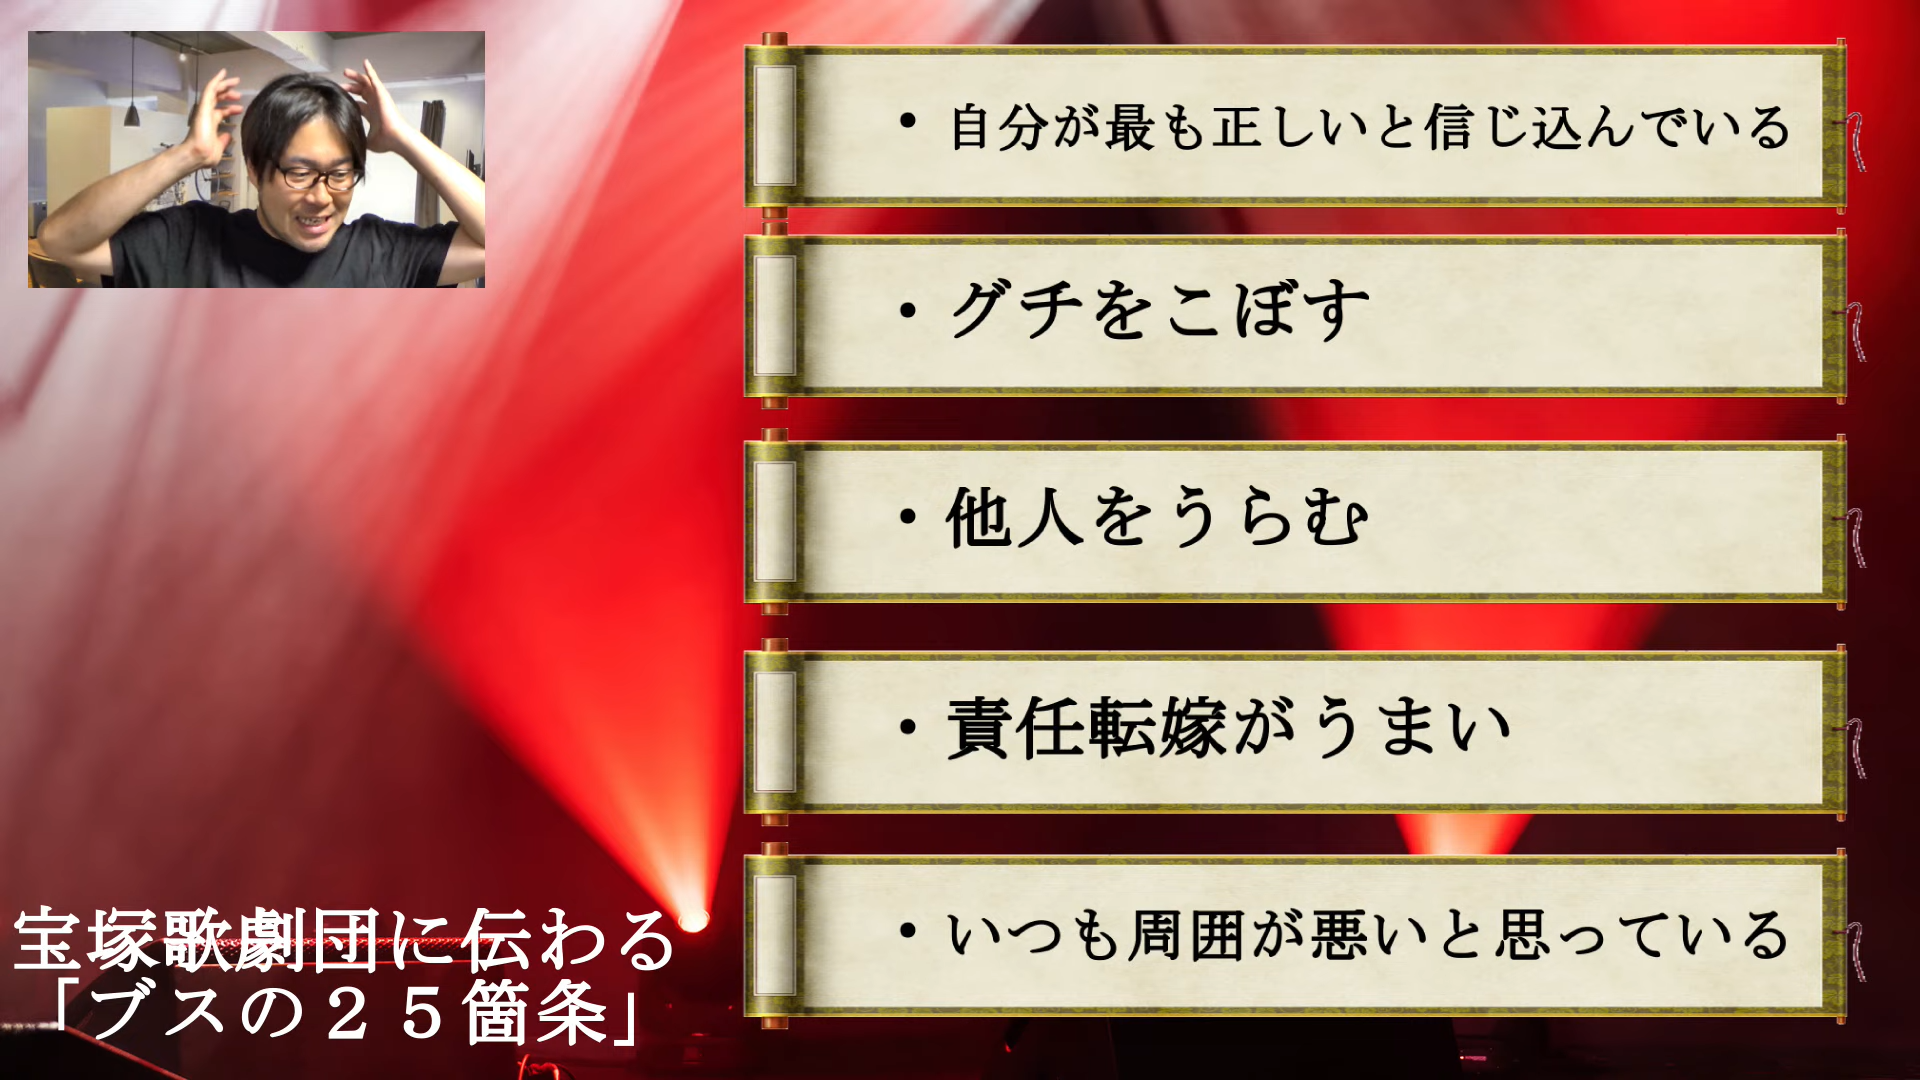 ・自分が最も正しいと信じ込んでいる
・グチをこぼす
・他人をうらむ
・責任転嫁がうまい
・いつも周囲が悪いと思っている
宝塚歌劇団に伝わる
「ブスの２５箇条」